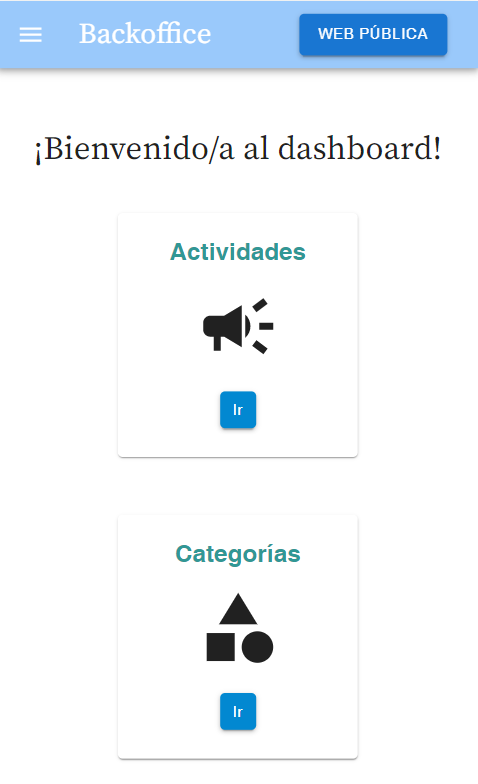 Backoffice
WEB PÚBLICA
¡Bienvenido/a al dashboard!
Actividades
Ir
Categorías
Ir